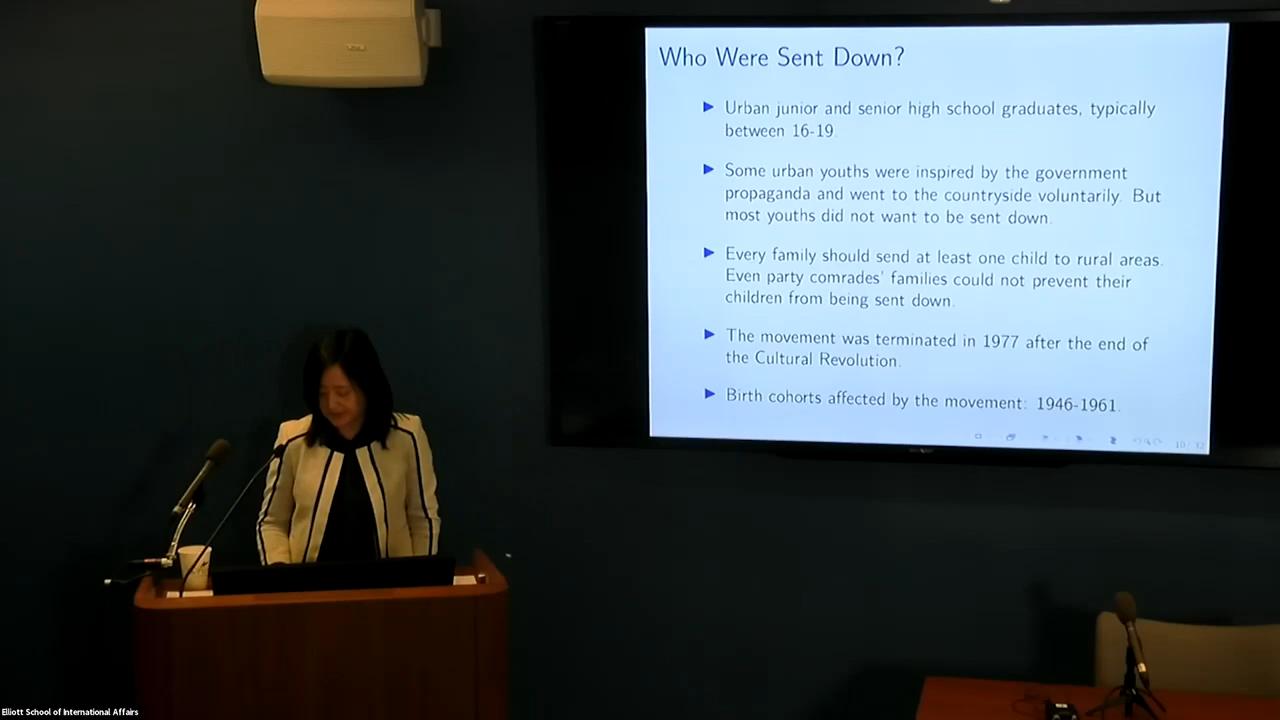 Who Were Sent Down?
Urban junior and senior high school graduates, typically
between 16-19.
Some urban youths were inspired by the government
propaganda and went to the countryside voluntarily. But
most youths did not want to be sent down.
Every family should send at least one child to rural areas.
Even party comrades' families could not prevent their
children from being sent down.
The movement was terminated in 1977 after the end of
the Cultural Revolution.
Birth cohorts affected by the movement: 1946-1961.
Elliott School of International Affairs